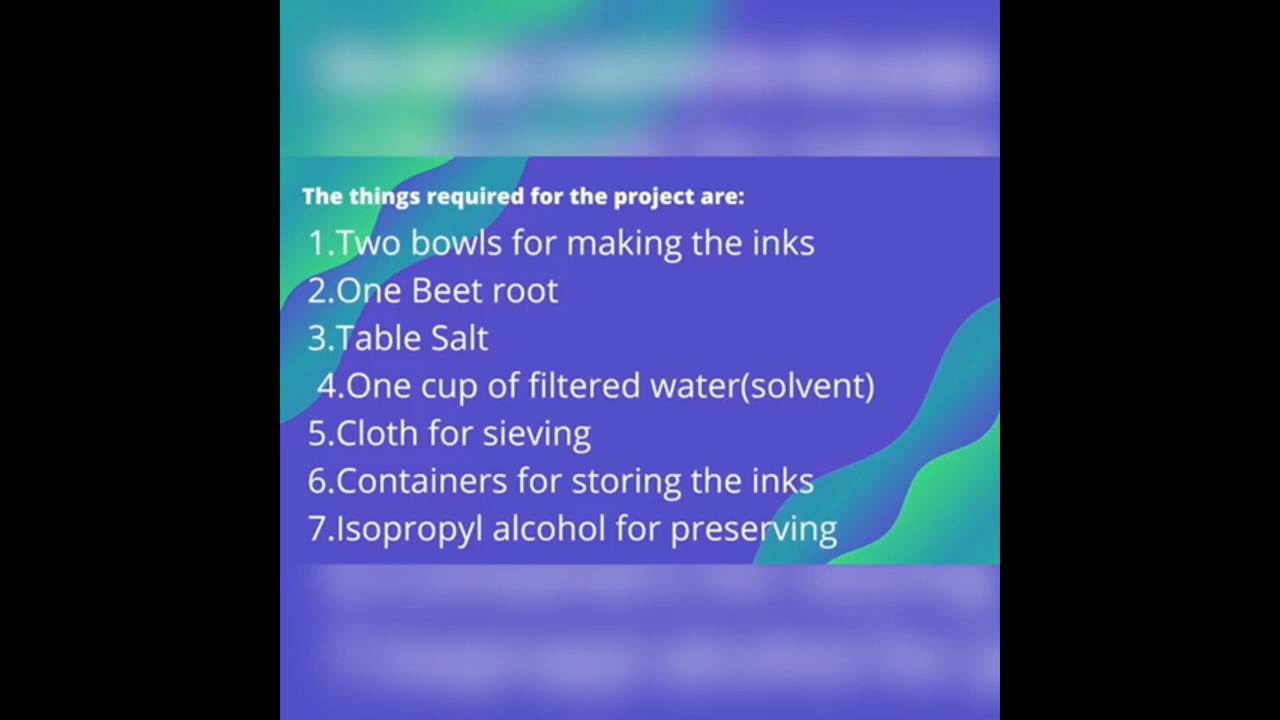 The things required for the project are:
1.Two bowls for making the inks
2.One Beet root
3.Table Salt
4.One cup of filtered water(solvent)
5.Cloth for sieving
6.Containers for storing the inks
7.Isopropyl alcohol for preserving